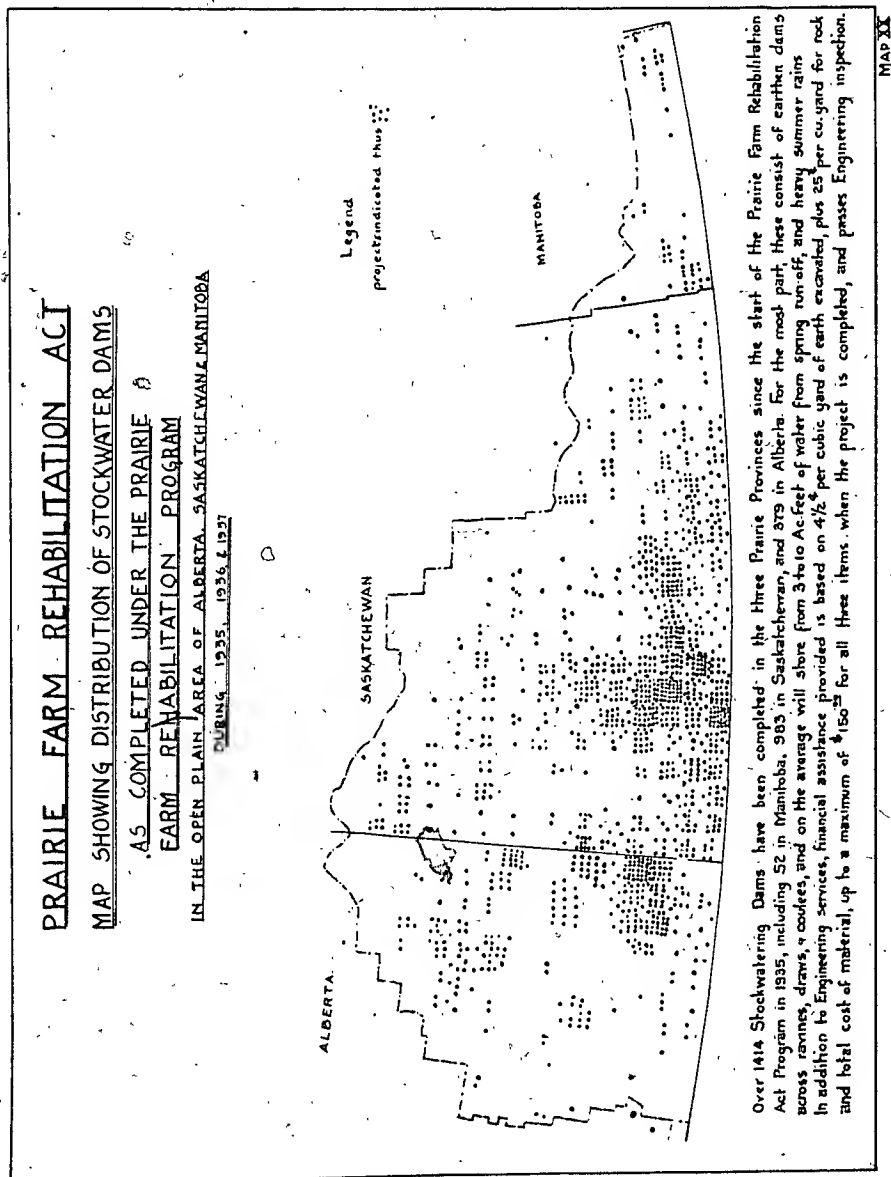 PRAIRIE FARM REHABILITATION ACT
MAP SHOWING DISTRIBUTION OF STOCKWATER DAMS
AS COMPLETED UNDER THE PRAIRIE
FARM REHABILITATION PROGRAM
IN THE OPEN PLAIN AREA OF ALBERTA, SASKATCHEWAN & MANITOBA
DURING 1935, 1936, & 1937
Legend
projects indicated thus
ALBERTA
SASKATCHEWAN
MANITOBA
Over 1414 Stockwatering Dams have been completed in the three Prairie Provinces since the start of the Prairie Farm Rehabilitation
Act Program in 1935, including 52 in Manitoba, 983 in Saskatchewan, and 379 in Alberta. For the most part, these consist of earthen dams
across ravines, draws, & coulees, and on the average will store from 3 to 10 Ac.Feet of water from spring run-off, and heavy summer rains
In addition to Engineering services, financial assistance provided is based on 4½¢ per cubic yard of earth excavated, plus 25¢ per cu. yard for rock
and total cost of material, up to a maximum of $150 for all three items when the project is completed, and passes Engineering inspection.
MAP XX